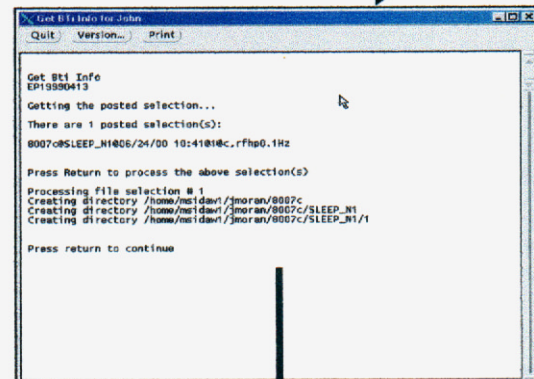 Get BTi Info for John
Quit Version... Print
Get Bti Info
EP19990413
Getting the posted selection...
There are 1 posted selection(s):
8007c@SLEEP_N1@06/24/00 10:41@1@c.rfhp0.1Hz
Press Return to process the above selection(s)
Processing file selection # 1
Creating directory /home/msidaw1/jmoran/8007c
Creating directory /home/msidaw1/jmoran/8007c/SLEEP_N1
Creating directory /home/msidaw1/jmoran/8007c/SLEEP_N1/1
Press return to continue